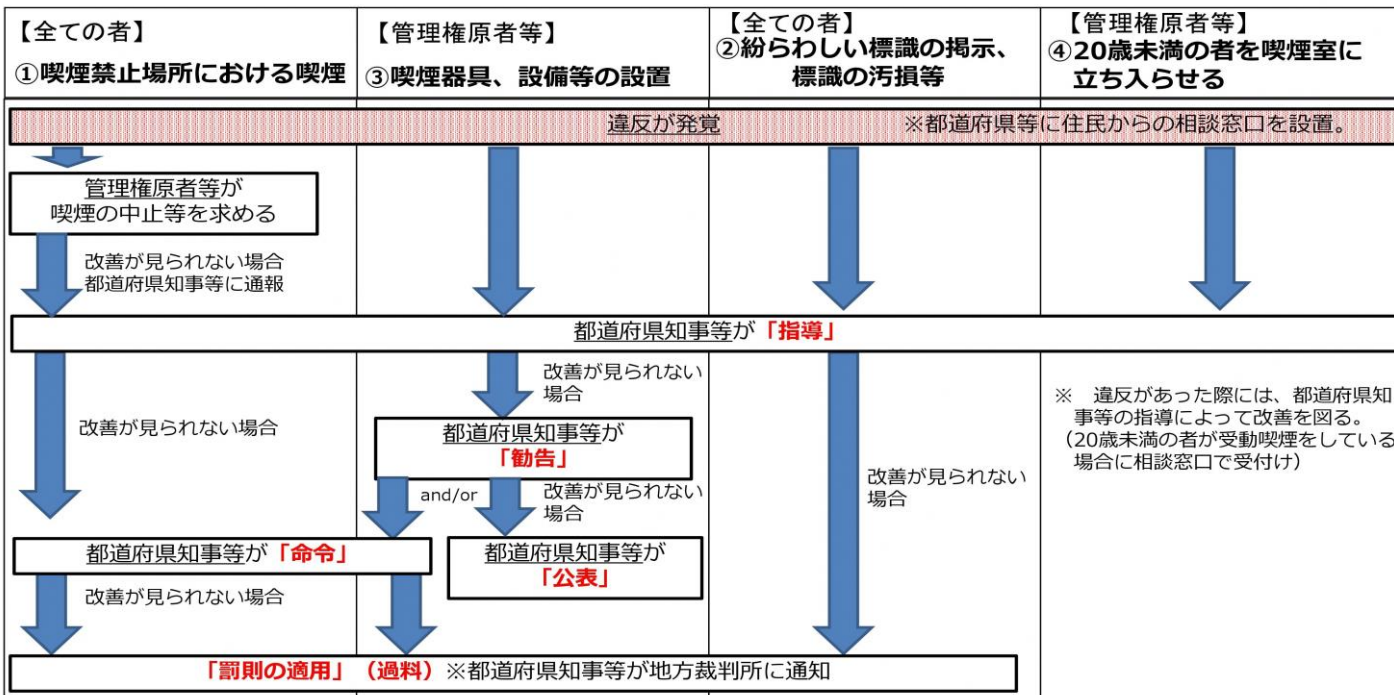 【全ての者】
①喫煙禁止場所における喫煙
【管理権原者等】
③喫煙器具、設備等の設置
【全ての者】
②紛らわしい標識の掲示、
標識の汚損等
【管理権原者等】
④20歳未満の者を喫煙室に
立ち入らせる
違反が発覚 ※都道府県等に住民からの相談窓口を設置。
管理権原者等が
喫煙の中止等を求める
改善が見られない場合
都道府県知事等に通報
都道府県知事等が「指導」
改善が見られない場合
改善が見られない
場合
都道府県知事等が
「勧告」
and/or
改善が見られない
場合
都道府県知事等が「命令」
都道府県知事等が
「公表」
改善が見られない場合
改善が見られない
場合
※ 違反があった際には、都道府県知
事等の指導によって改善を図る。
(20歳未満の者が受動喫煙をしている
場合に相談窓口で受付け)
「罰則の適用」(過料)※都道府県知事等が地方裁判所に通知